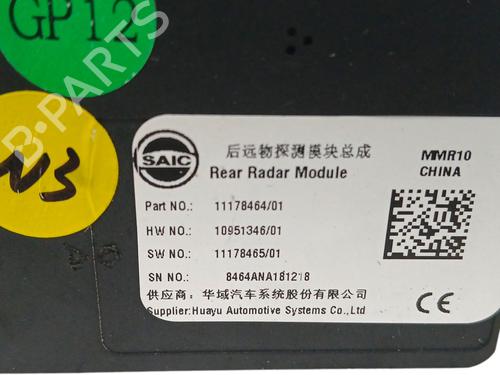 GP12
N3
B-PARTS
SAIC
后远物探测模块总成
Rear Radar Module
MMR10
CHINA
Part NO.: 11178464/01
HW NO.: 10951346/01
SW NO.: 11178465/01
SN NO.: 8464ANA181218
供应商：华域汽车系统股份有限公司
Supplier:Huayu Automotive Systems Co.,Ltd
CE